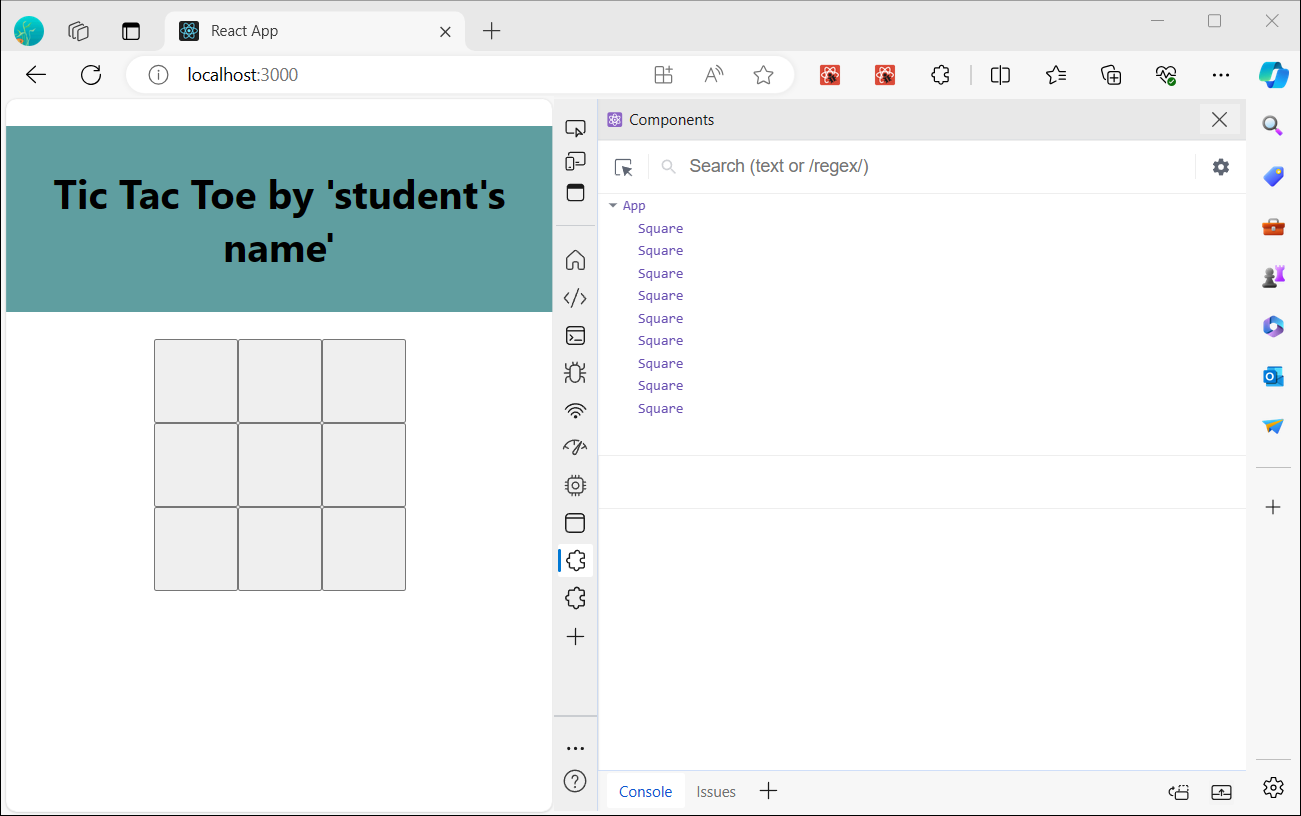 React App
localhost:3000
Components
Search (text or /regex/)
Tic Tac Toe by 'student's
name'
App
Square
Square
Square
Square
Square
Square
Square
Square
Square
Console
Issues